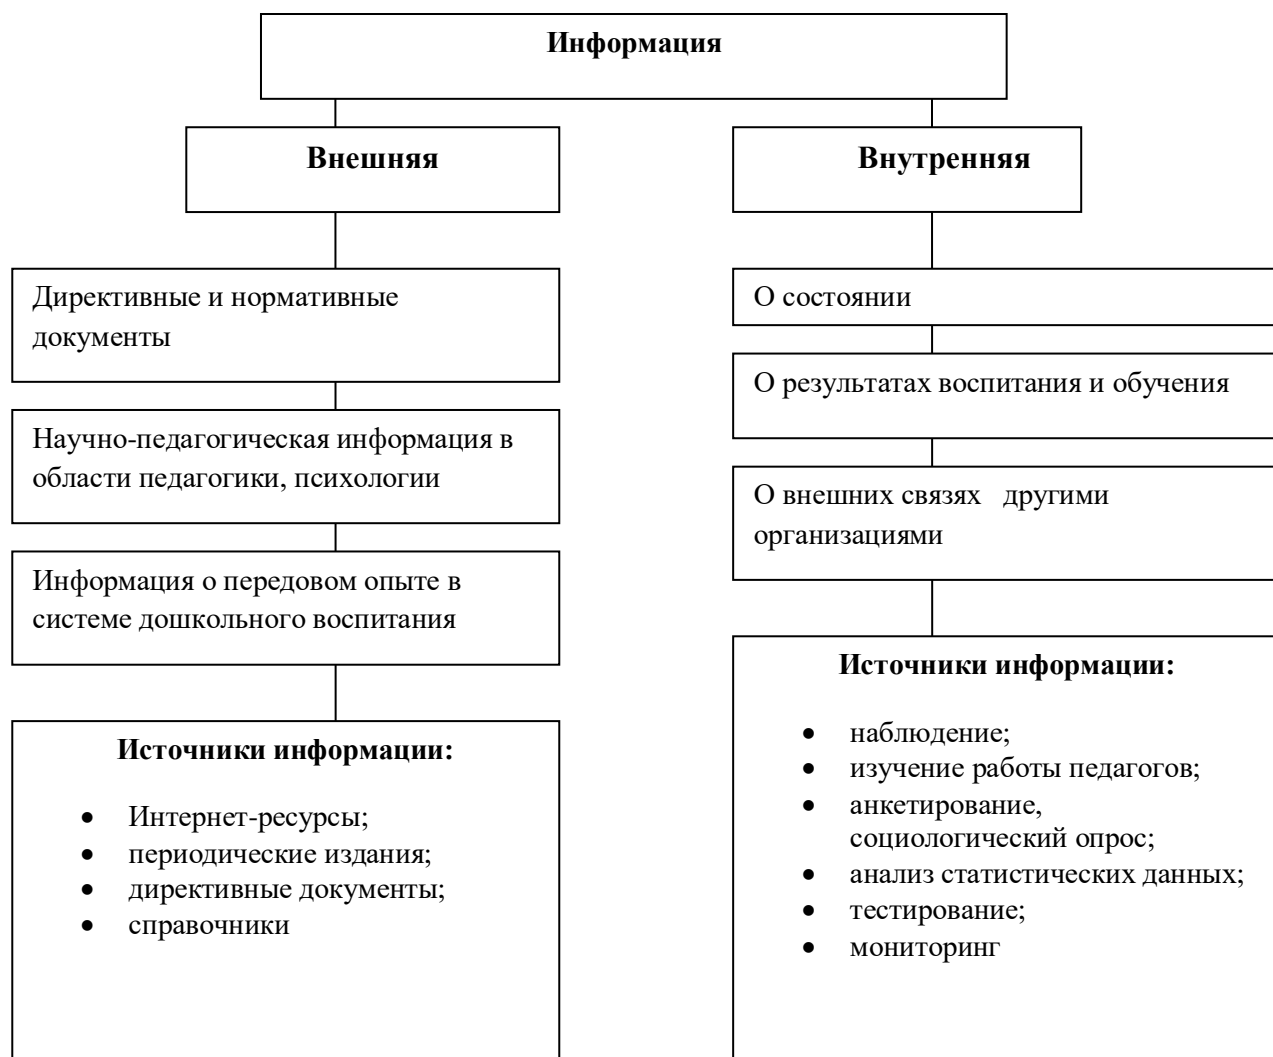 Информация
Внешняя
Директивные и нормативные
документы
Научно-педагогическая информация в
области педагогики, психологии
Информация о передовом опыте в
системе дошкольного воспитания
Источники информации:
• Интернет-ресурсы;
• периодические издания;
• директивные документы;
• справочники
Внутренняя
О состоянии
О результатах воспитания и обучения
О внешних связях   другими
организациями
Источники информации:
• наблюдение;
• изучение работы педагогов;
• анкетирование,
социологический опрос;
• анализ статистических данных;
• тестирование;
• мониторинг